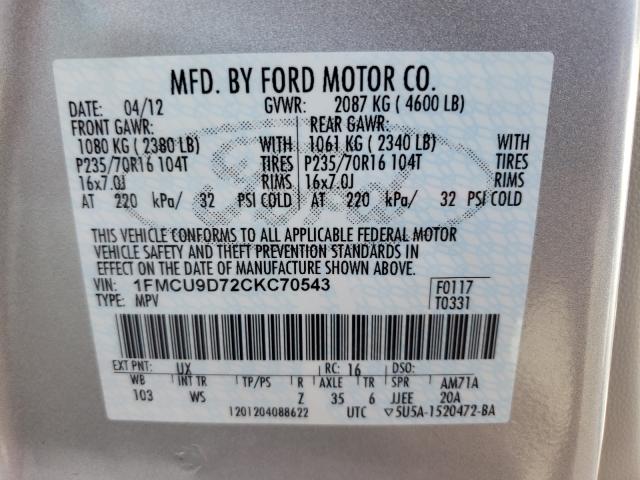 MFD. BY FORD MOTOR CO.
DATE: 04/12 GVWR: 2087 KG ( 4600 LB)
FRONT GAWR: REAR GAWR:
1080 KG ( 2380 LB) WITH 1061 KG ( 2340 LB) WITH
P235/70R16 104T TIRES P235/70R16 104T TIRES
16x7.0J RIMS 16x7.0J RIMS
AT 220 kPa/ 32 PSI COLD AT 220 kPa/ 32 PSI COLD
Ford
THIS VEHICLE CONFORMS TO ALL APPLICABLE FEDERAL MOTOR
VEHICLE SAFETY AND THEFT PREVENTION STANDARDS IN
EFFECT ON THE DATE OF MANUFACTURE SHOWN ABOVE.
VIN: 1FMCU9D72CKC70543 F0117
TYPE: MPV T0331
EXT PNT: UX RC: 16 DSO:
WB INT TR TP/PS R AXLE TR SPR AM71A
103 WS Z 35 6 JJEE 20A
1201204088622 UTC ▽5U5A-1520472-BA